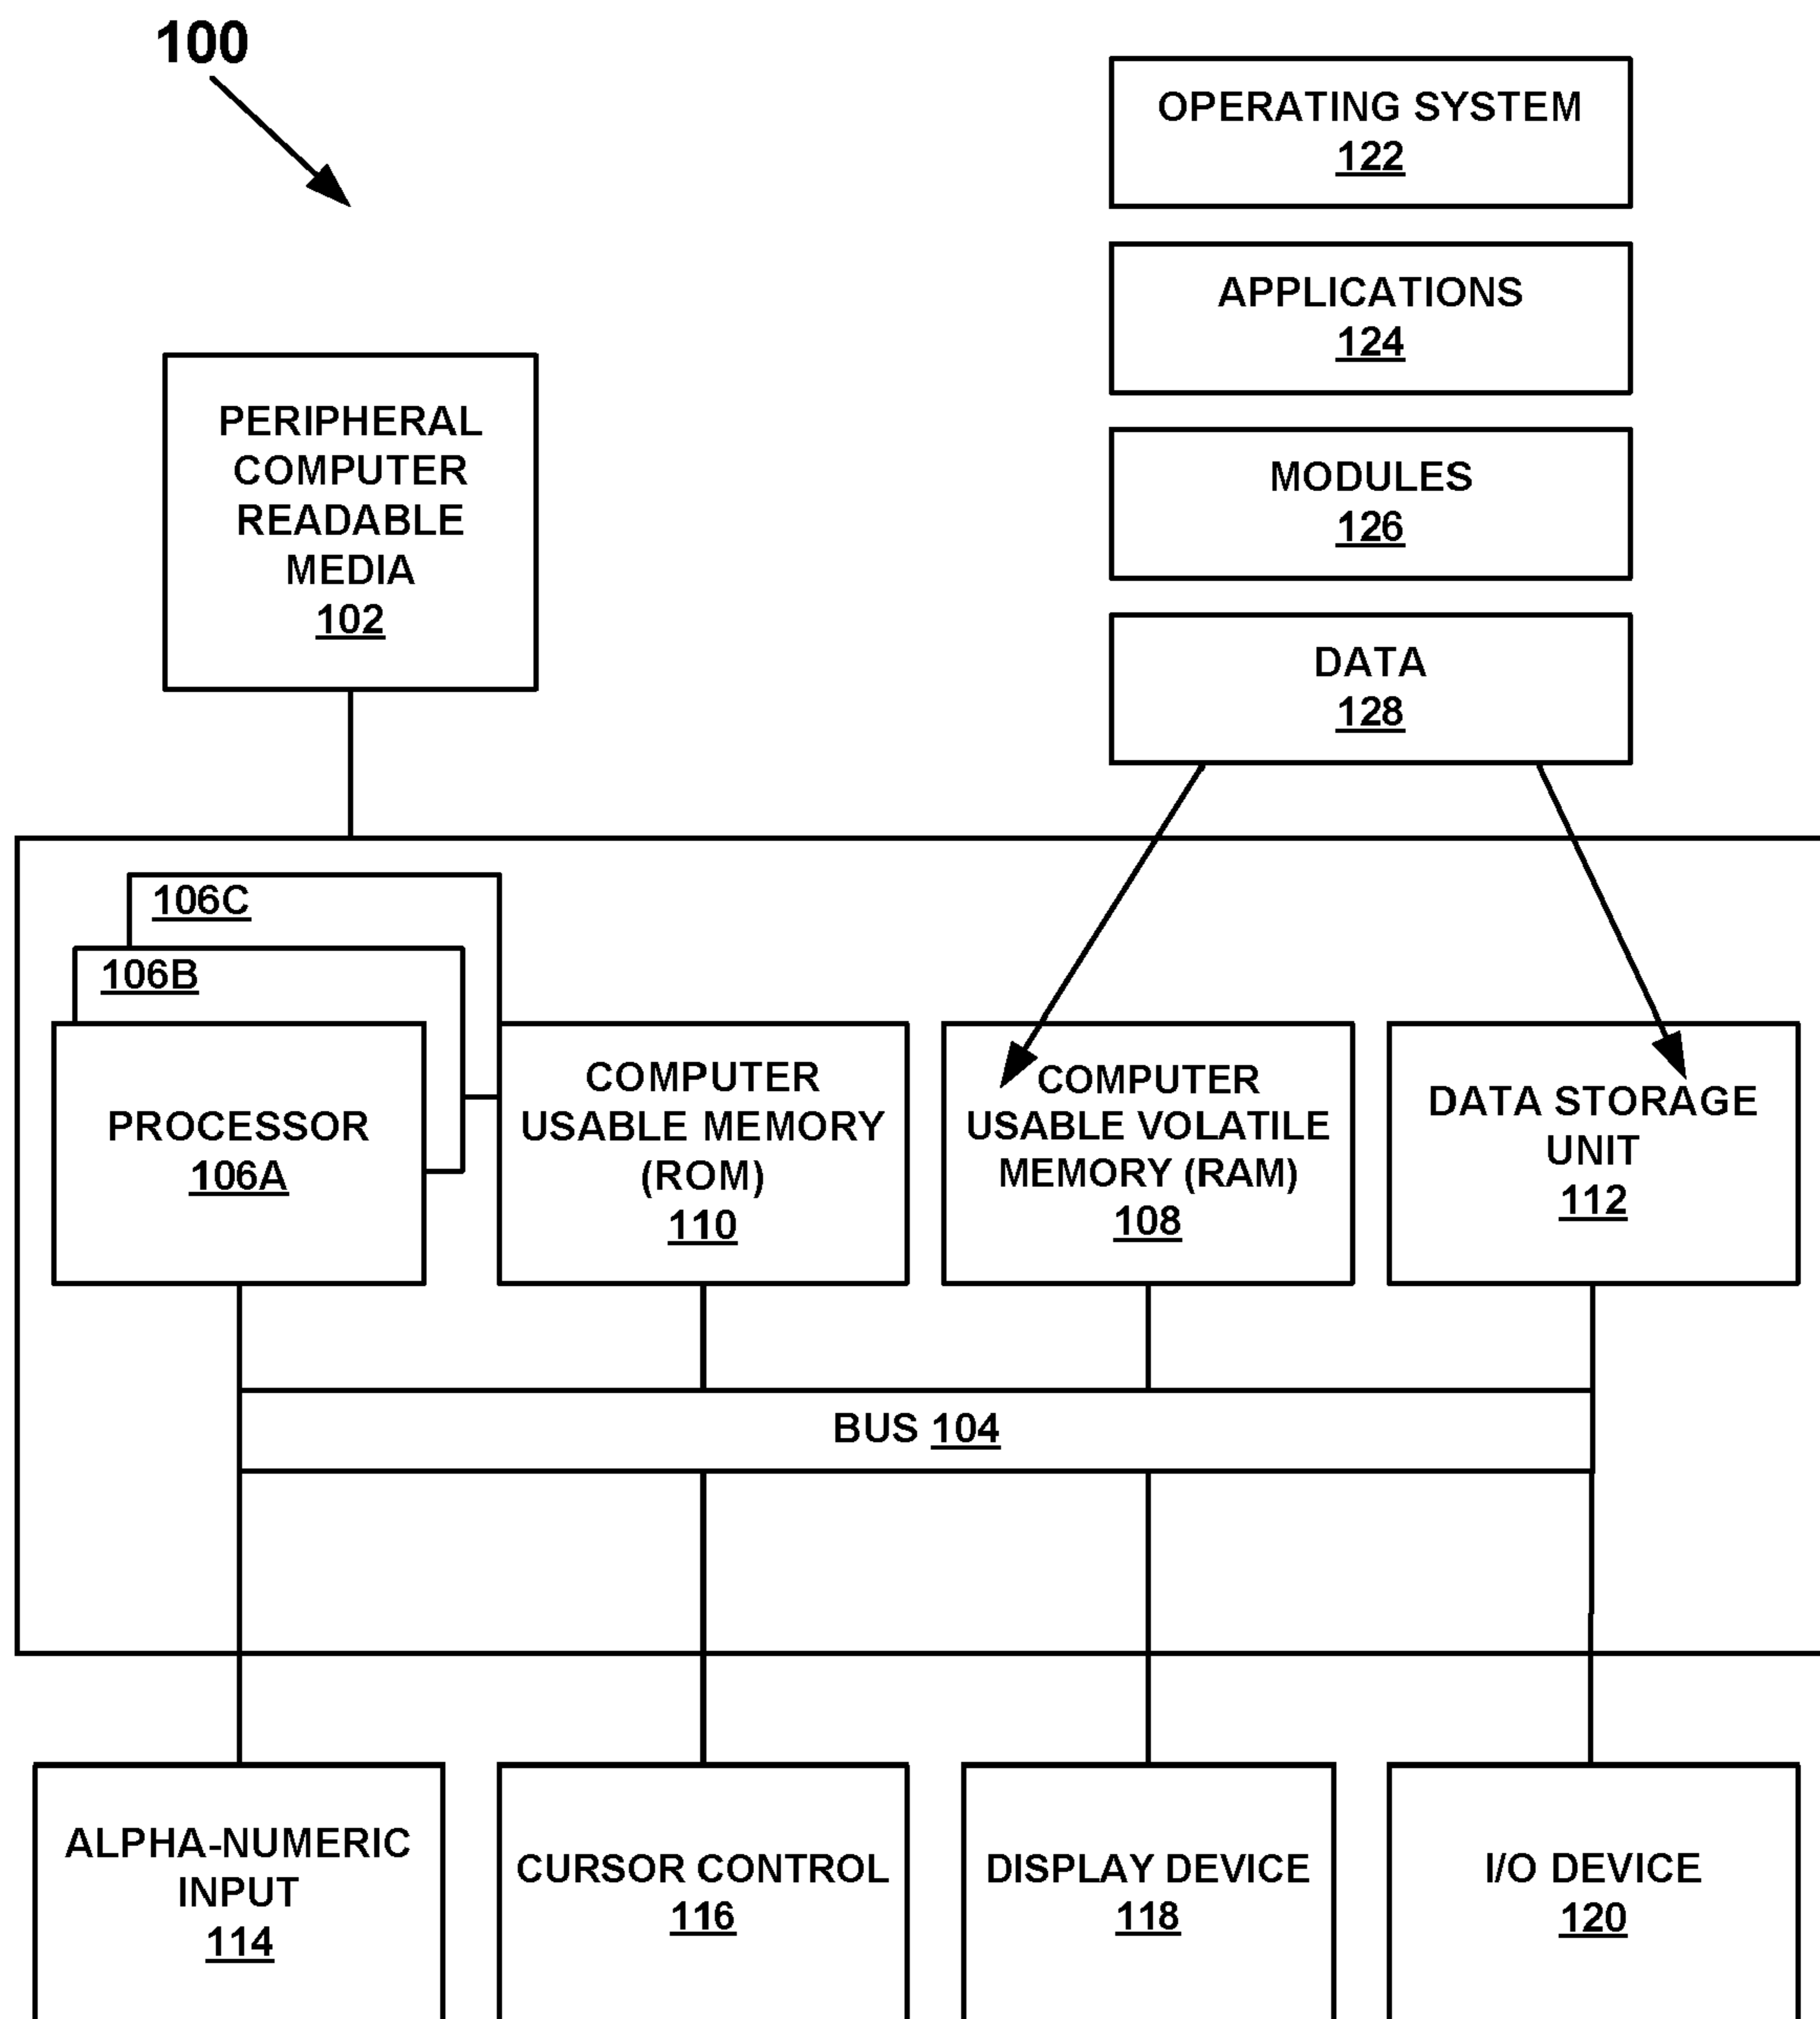 100
OPERATING SYSTEM
122
APPLICATIONS
124
PERIPHERAL
COMPUTER
READABLE
MEDIA
102
MODULES
126
DATA
128
106C
106B
PROCESSOR
106A
COMPUTER
USABLE MEMORY
(ROM)
110
COMPUTER
USABLE VOLATILE
MEMORY (RAM)
108
DATA STORAGE
UNIT
112
BUS 104
ALPHA-NUMERIC
INPUT
114
CURSOR CONTROL
116
DISPLAY DEVICE
118
I/O DEVICE
120